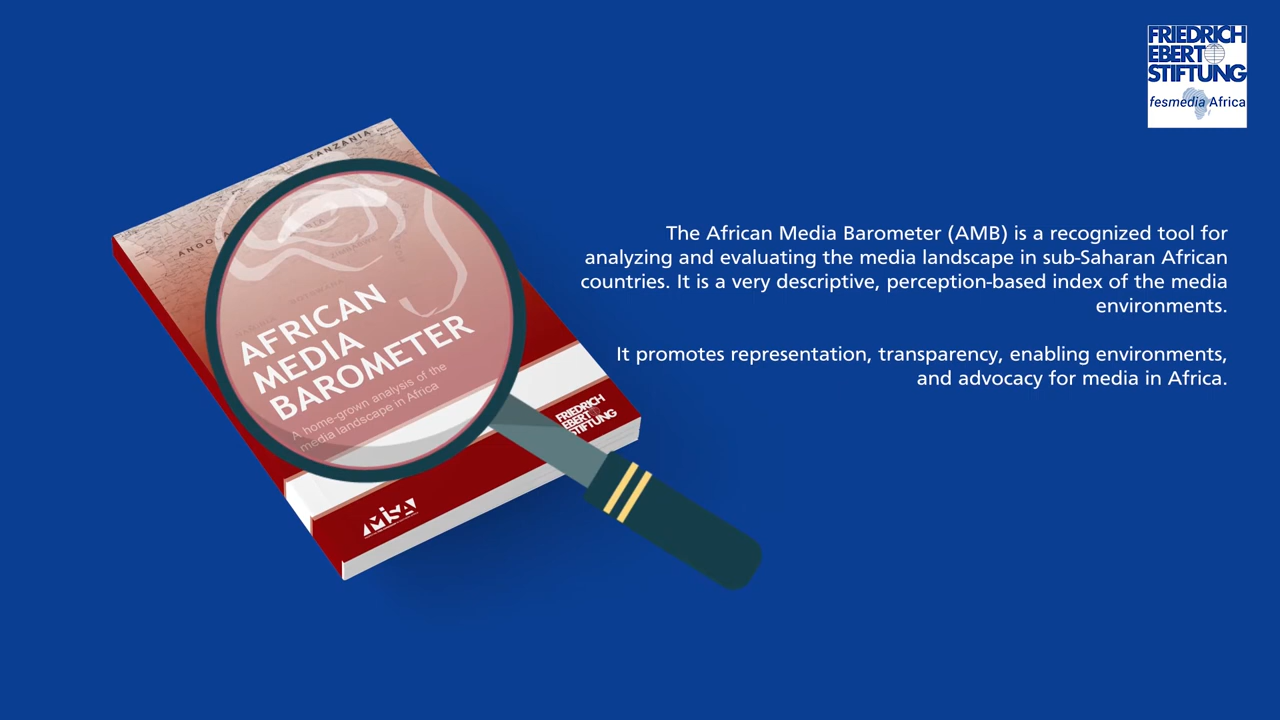 FRIEDRICH
EBERT
STIFTUNG
fesmedia Africa
TANZANIA
ANGOLA
AFRICAN
MEDIA
BAROMETER
A home-grown analysis of the
media landscape in Africa
FRIEDRICH
EBERT
STIFTUNG
MISA
The African Media Barometer (AMB) is a recognized tool for
analyzing and evaluating the media landscape in sub-Saharan African
countries. It is a very descriptive, perception-based index of the media
environments.
It promotes representation, transparency, enabling environments,
and advocacy for media in Africa.